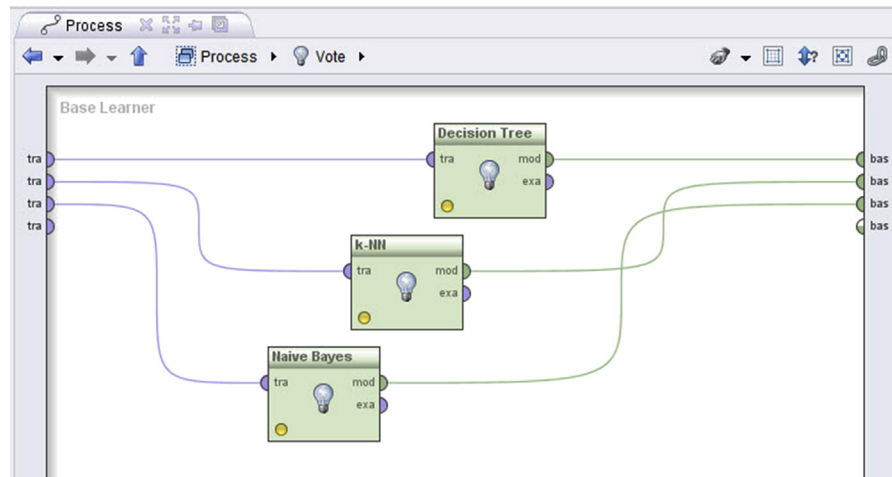 Process
Process Vote
Base Learner
Decision Tree
tra mod bas
tra mod
exa
tra bas
tra bas
tra bas
k-NN
tra mod
exa
Naive Bayes
tra mod
exa